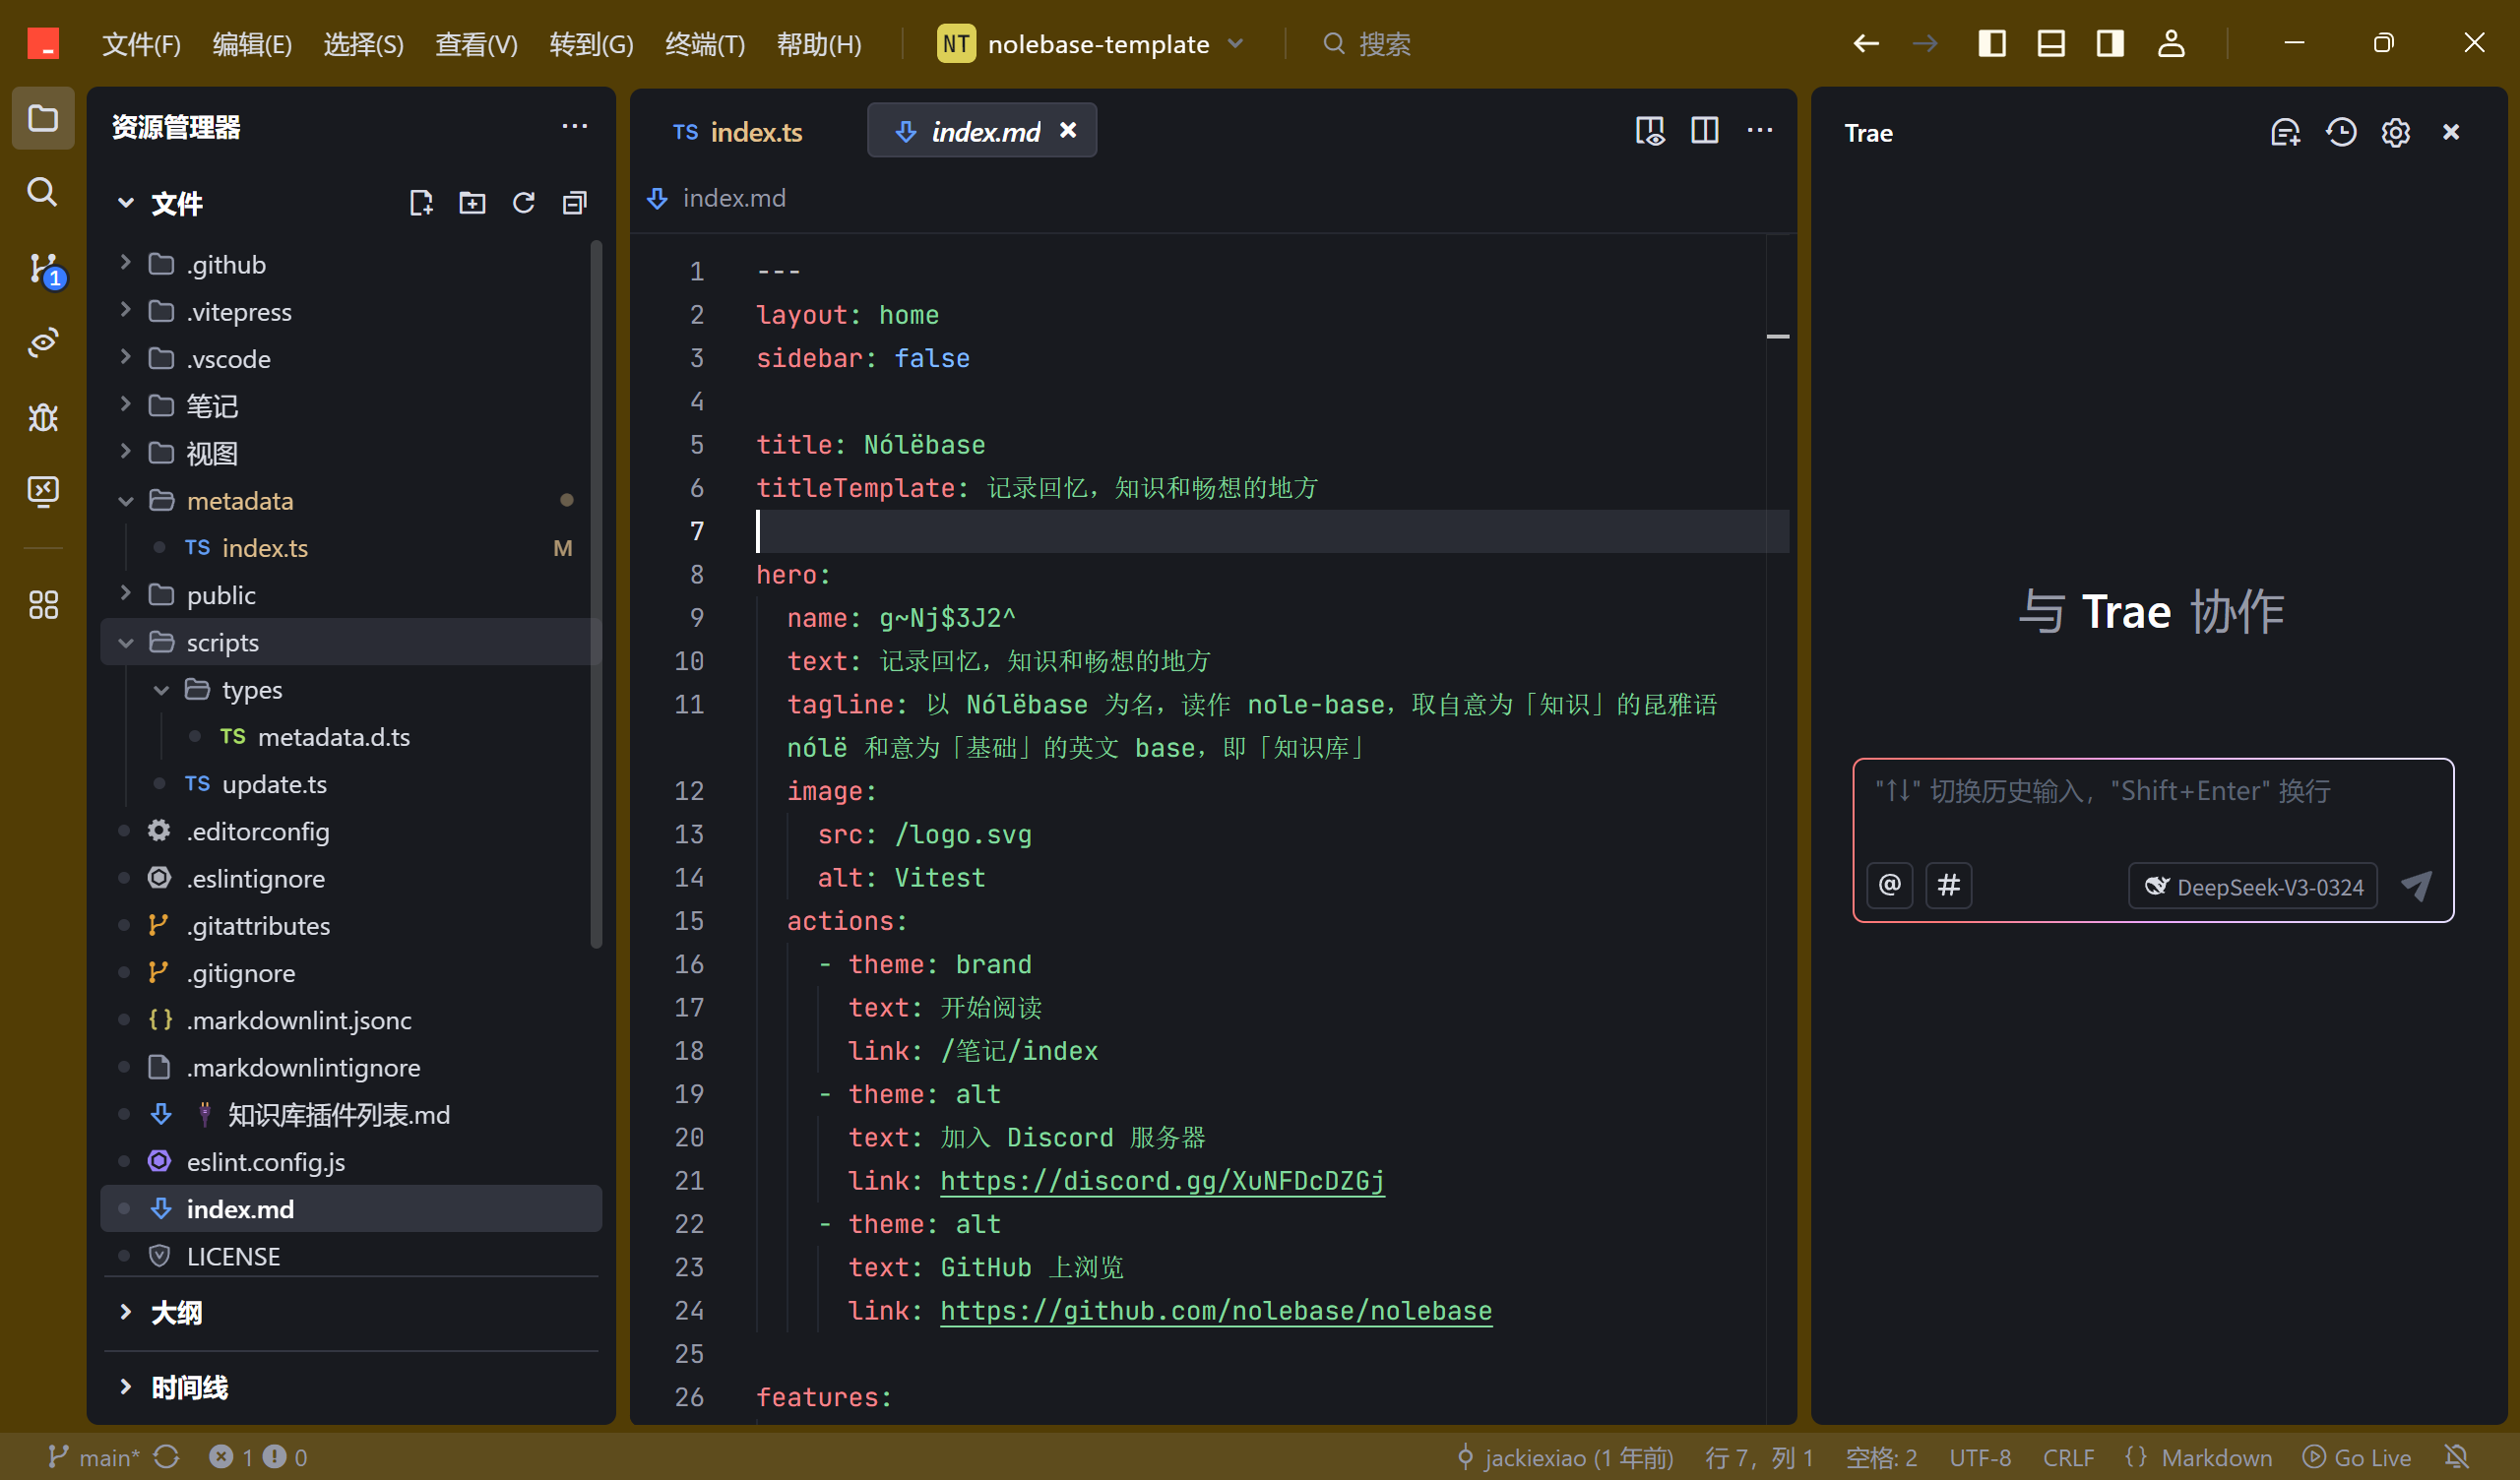 文件(F) 编辑(E) 选择(S) 查看(V) 转到(G) 终端(T) 帮助(H) NT nolebase-template 搜索
1
资源管理器
文件
.github
.vitepress
.vscode
笔记
视图
metadata
TS index.ts M
public
scripts
types
TS metadata.d.ts
TS update.ts
.editorconfig
.eslintignore
.gitattributes
.gitignore
{} .markdownlint.jsonc
.markdownlintignore
知识库插件列表.md
eslint.config.js
index.md
LICENSE
大纲
时间线
TS index.ts index.md
index.md
1 ---
2 layout: home
3 sidebar: false
4
5 title: Nólëbase
6 titleTemplate: 记录回忆，知识和畅想的地方
7
8 hero:
9 name: g~Nj$3J2^
10 text: 记录回忆，知识和畅想的地方
11 tagline: 以 Nólëbase 为名，读作 nole-base，取自意为「知识」的昆雅语
nólë 和意为「基础」的英文 base，即「知识库」
12 image:
13 src: /logo.svg
14 alt: Vitest
15 actions:
16 - theme: brand
17 text: 开始阅读
18 link: /笔记/index
19 - theme: alt
20 text: 加入 Discord 服务器
21 link: https://discord.gg/XuNFDcDZGj
22 - theme: alt
23 text: GitHub 上浏览
24 link: https://github.com/nolebase/nolebase
25
26 features:
Trae
与 Trae 协作
"↑↓" 切换历史输入，"Shift+Enter" 换行
@ # DeepSeek-V3-0324
main* 1 0 jackiexiao (1 年前) 行 7，列 1 空格: 2 UTF-8 CRLF {} Markdown Go Live